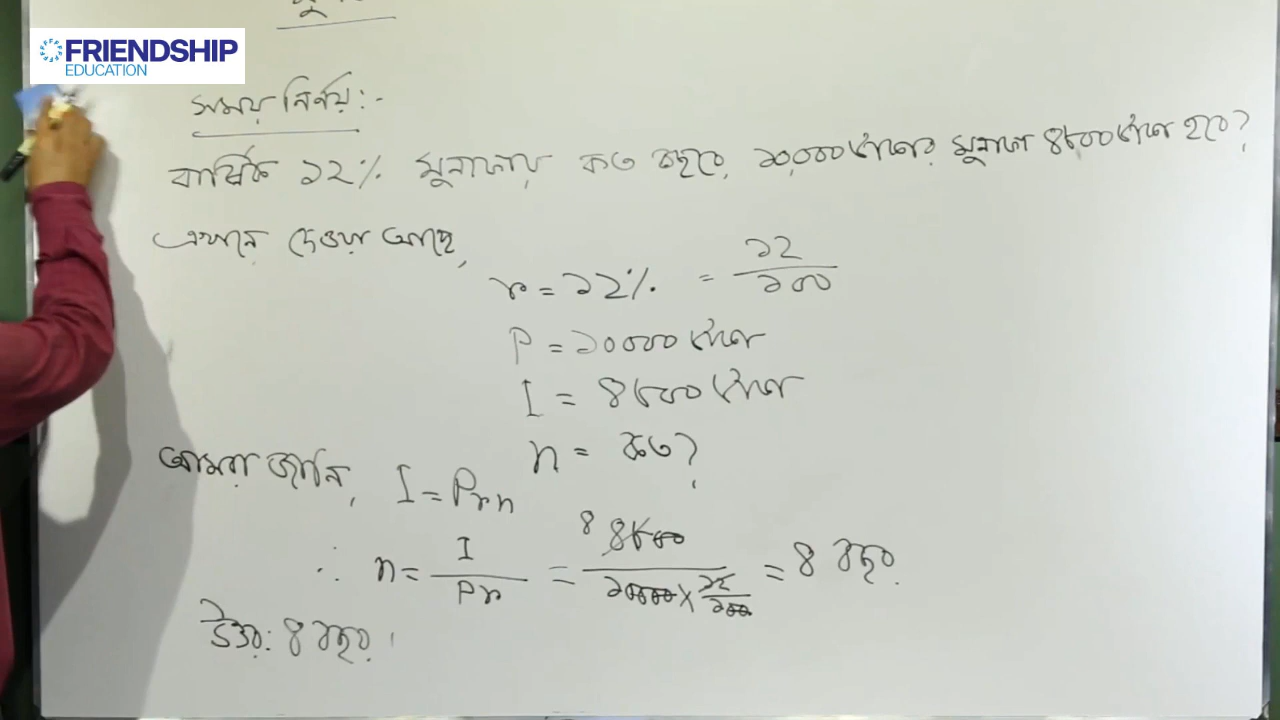 FRIENDSHIP
EDUCATION
সময় নির্ণয়:-
বার্ষিক ১২% মুনাফায় কত বছরে ১০,০০০ টাকার মুনাফা ৪৮০০ টাকা হবে?
এখানে দেওয়া আছে,
r = ১২% = ১২/১০০
P = ১০০০০ টাকা
I = ৪৮০০ টাকা
n = কত?
আমরা জানি, I = Prn
∴ n = I/Pr = ৪ ৪৮০০/১০০০০ × ১২/১০০ = ৪ বছর
উত্তর: ৪ বছর।